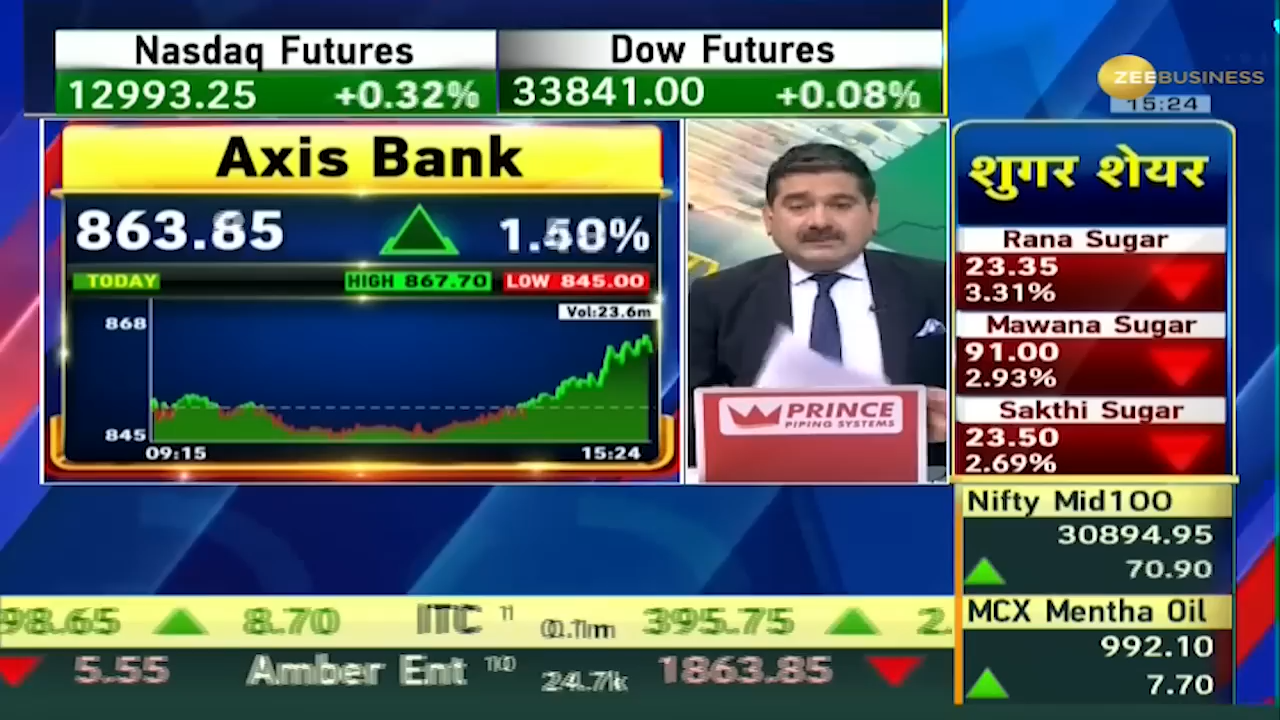 Nasdaq Futures
12993.25 +0.32%
Dow Futures
33841.00 +0.08%
ZEEBUSINESS
15:24
Axis Bank
863.85
TODAY HIGH 867.70 LOW 845.00
Vol:23.6m
868
845
09:15 15:24
PRINCE
PIPING SYSTEMS
शुगर शेयर
Rana Sugar
23.35
3.31%
Mawana Sugar
91.00
2.93%
Sakthi Sugar
23.50
2.69%
Nifty Mid100
30894.95
70.90
MCX Mentha Oil
992.10
7.70
98.65 8.70 ITC 11 395.75 2.
5.55 Amber Ent 10 24.7k 1863.85